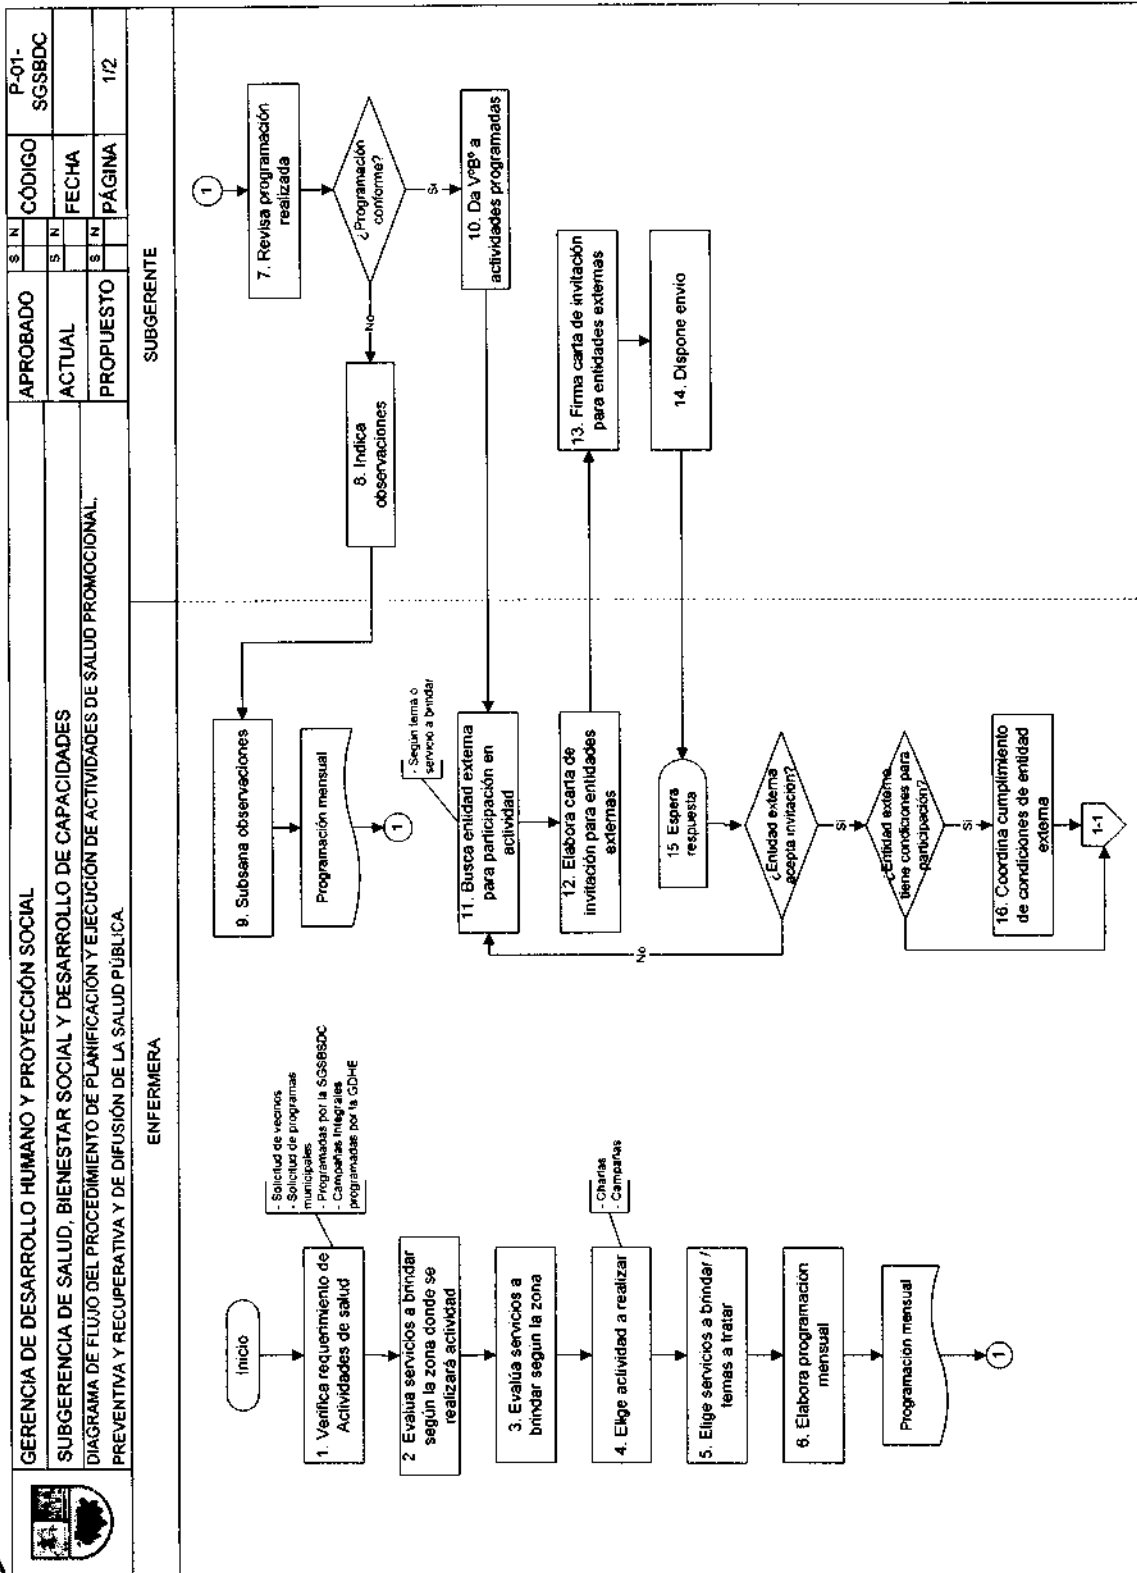 GERENCIA DE DESARROLLO HUMANO Y PROYECCIÓN SOCIAL
SUBGERENCIA DE SALUD, BIENESTAR SOCIAL Y DESARROLLO DE CAPACIDADES
DIAGRAMA DE FLUJO DEL PROCEDIMIENTO DE PLANIFICACIÓN Y EJECUCIÓN DE ACTIVIDADES DE SALUD PROMOCIONAL,
PREVENTIVA Y RECUPERATIVA Y DE DIFUSIÓN DE LA SALUD PÚBLICA.
APROBADO
S N
CÓDIGO
P-01-
SGSBDC
ACTUAL
S N
FECHA
PROPUESTO
S N
PÁGINA
1/2
ENFERMERA
SUBGERENTE
Inicio
1. Verifica requerimiento de
Actividades de salud
- Solicitud de vecinos
- Solicitud de programas
municipales
- Programadas por la SGSBSDC
- Campañas Integrales
programadas por la GDHE
2 Evalúa servicios a brindar
según la zona donde se
realizará actividad
3. Evalúa servicios a
brindar según la zona
4. Elige actividad a realizar
- Charlas
- Campañas
5. Elige servicios a brindar /
temas a tratar
6. Elabora programación
mensual
Programación mensual
1
9. Subsana observaciones
Programación mensual
1
11. Busca entidad externa
para participación en
actividad
- Según tema o
servicio a brindar
12. Elabora carta de
invitación para entidades
externas
15 Espera
respuesta
¿Entidad externa
acepta invitación?
No
Si
¿Entidad externa
tiene condiciones para
participación?
Si
16. Coordina cumplimiento
de condiciones de entidad
externa
1-1
1
7. Revisa programación
realizada
¿Programación
conforme?
No
Si
8. Indica
observaciones
10. Da VºBº a
actividades programadas
13. Firma carta de invitación
para entidades externas
14. Dispone envío